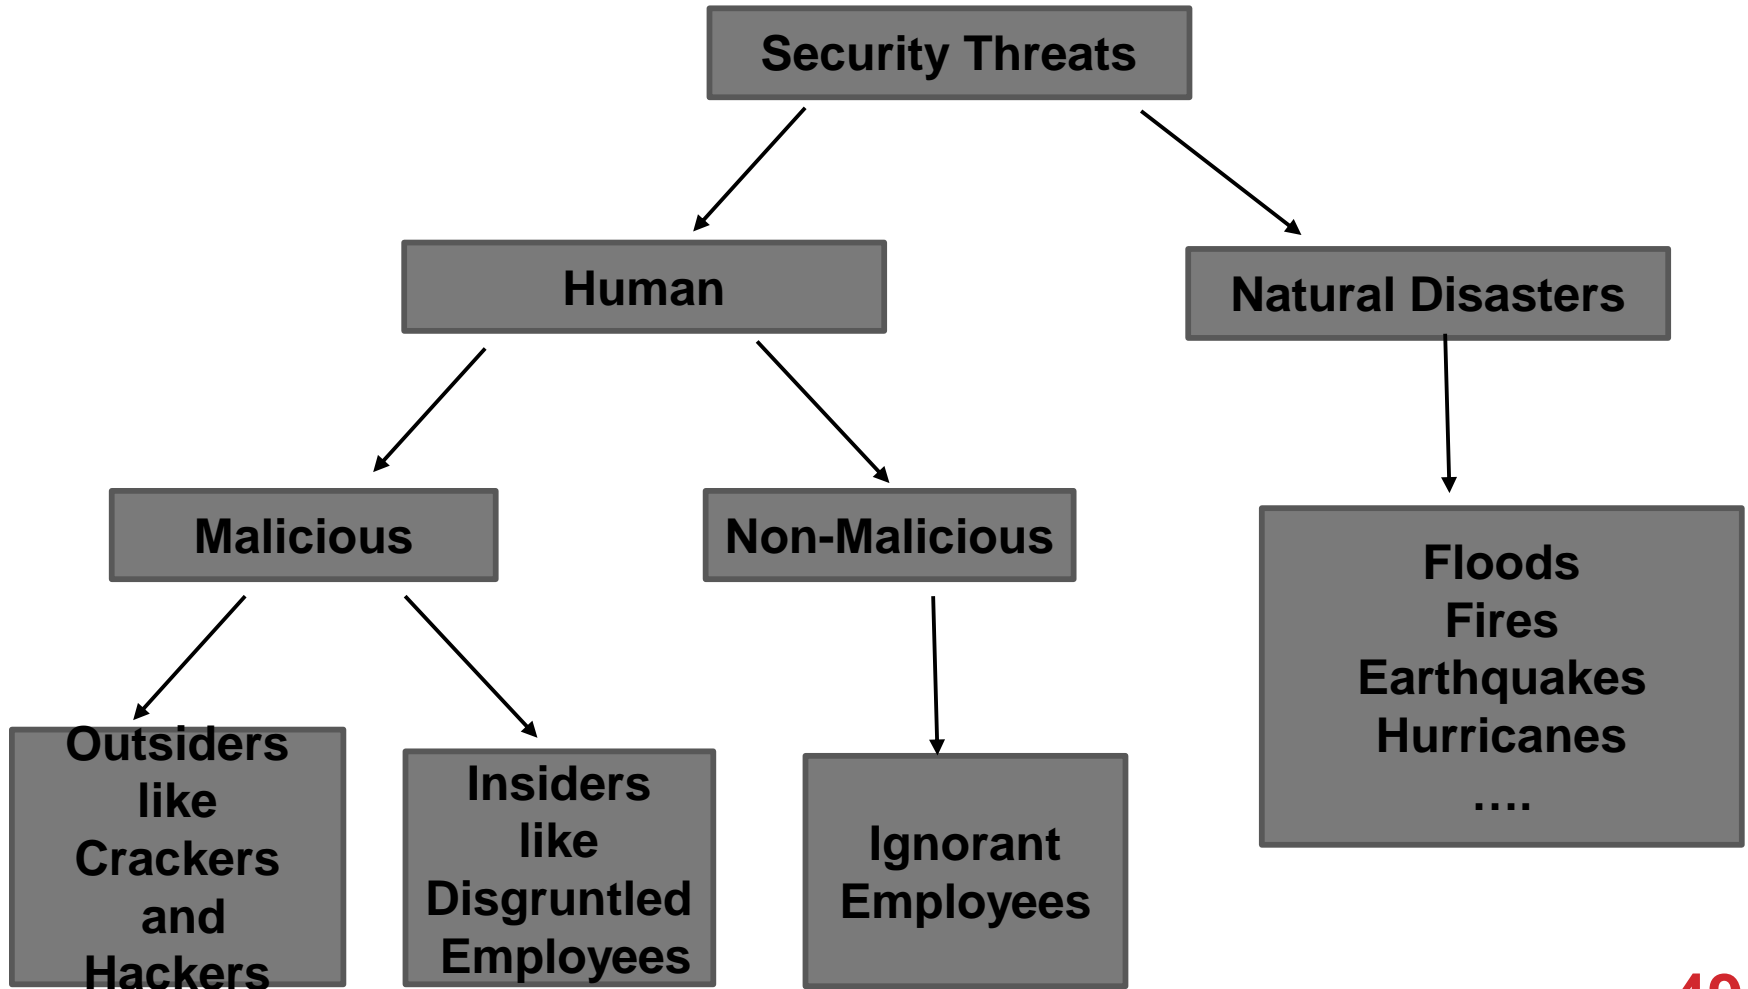 Security Threats
Human
Natural Disasters
Malicious
Non-Malicious
Floods
Fires
Earthquakes
Hurricanes
....
Outsiders
like
Crackers
and
Hackers
Insiders
like
Disgruntled
Employees
Ignorant
Employees